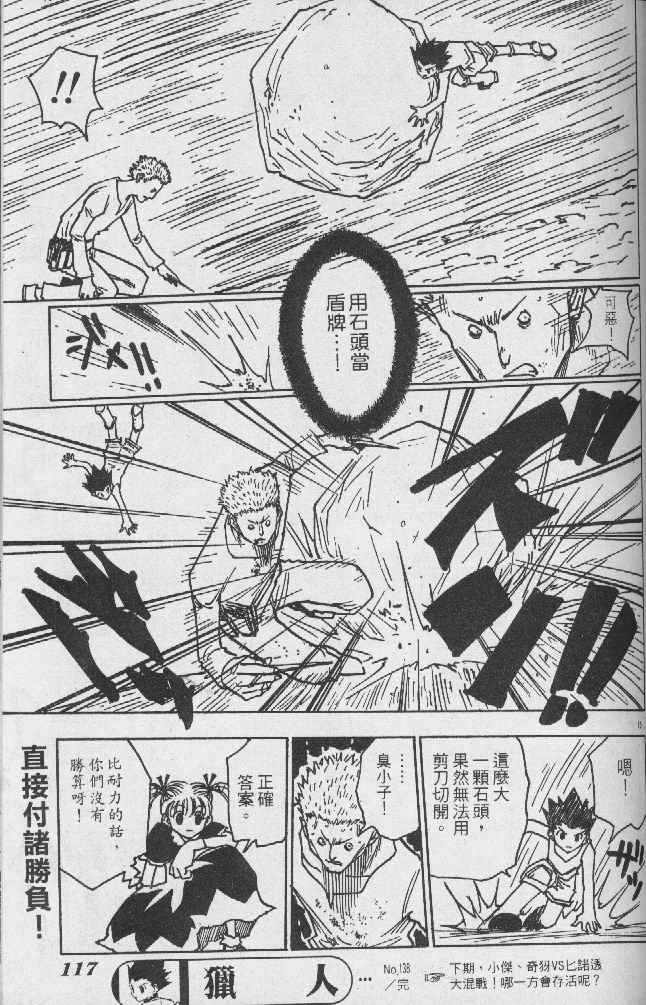 !!
可惡!
用石頭當
盾牌…!
ズズ
ズズ!!
嗯!
這麼大
一顆石頭,
果然無法用
剪刀切開。
……
臭小子!
正確
答案。
比耐力的話,
你們沒有
勝算呀!
直接付諸勝負!
117
獵人…
No.138
/完
☞ 下期,小傑、奇犽VS匕諾透
大混戰!哪一方會存活呢?